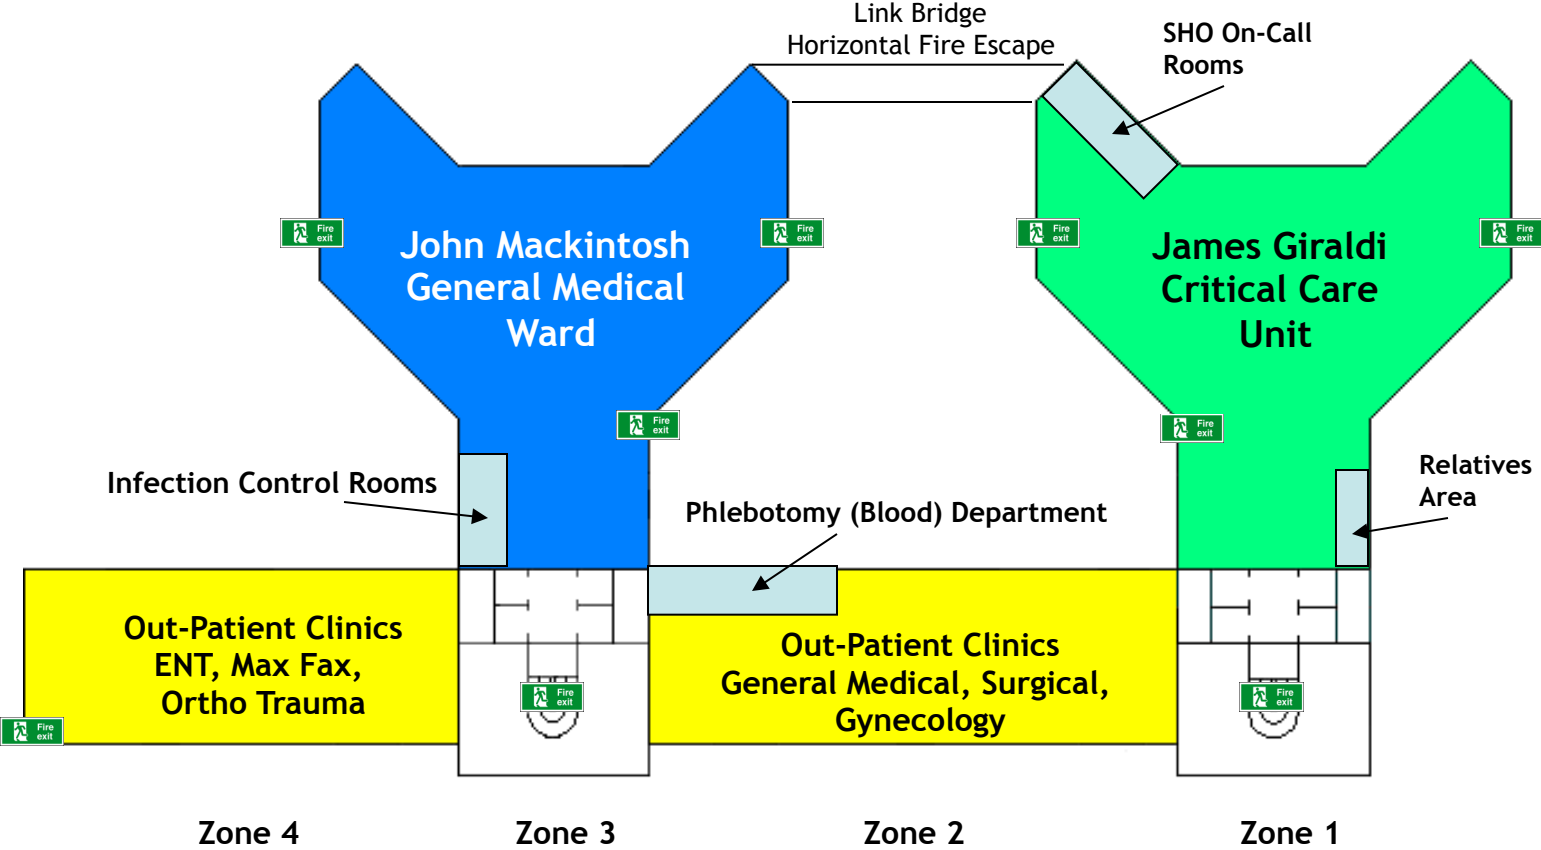 Link Bridge
Horizontal Fire Escape
SHO On-Call
Rooms
Fire
exit
Fire
exit
Fire
exit
Fire
exit
John Mackintosh
General Medical
Ward
James Giraldi
Critical Care
Unit
Fire
exit
Fire
exit
Infection Control Rooms
Relatives
Area
Phlebotomy (Blood) Department
Out-Patient Clinics
ENT, Max Fax,
Ortho Trauma
Out-Patient Clinics
General Medical, Surgical,
Gynecology
Fire
exit
Fire
exit
Fire
exit
Zone 4
Zone 3
Zone 2
Zone 1